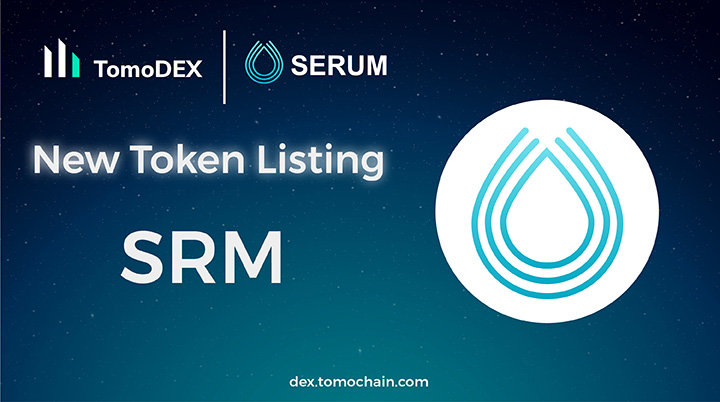 TomoDEX
SERUM
New Token Listing
SRM
dex.tomochain.com